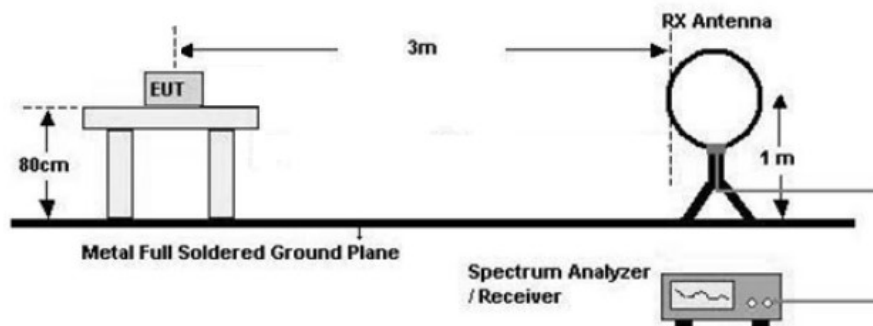 RX Antenna
3m
EUT
80cm
1 m
Metal Full Soldered Ground Plane
Spectrum Analyzer
/ Receiver